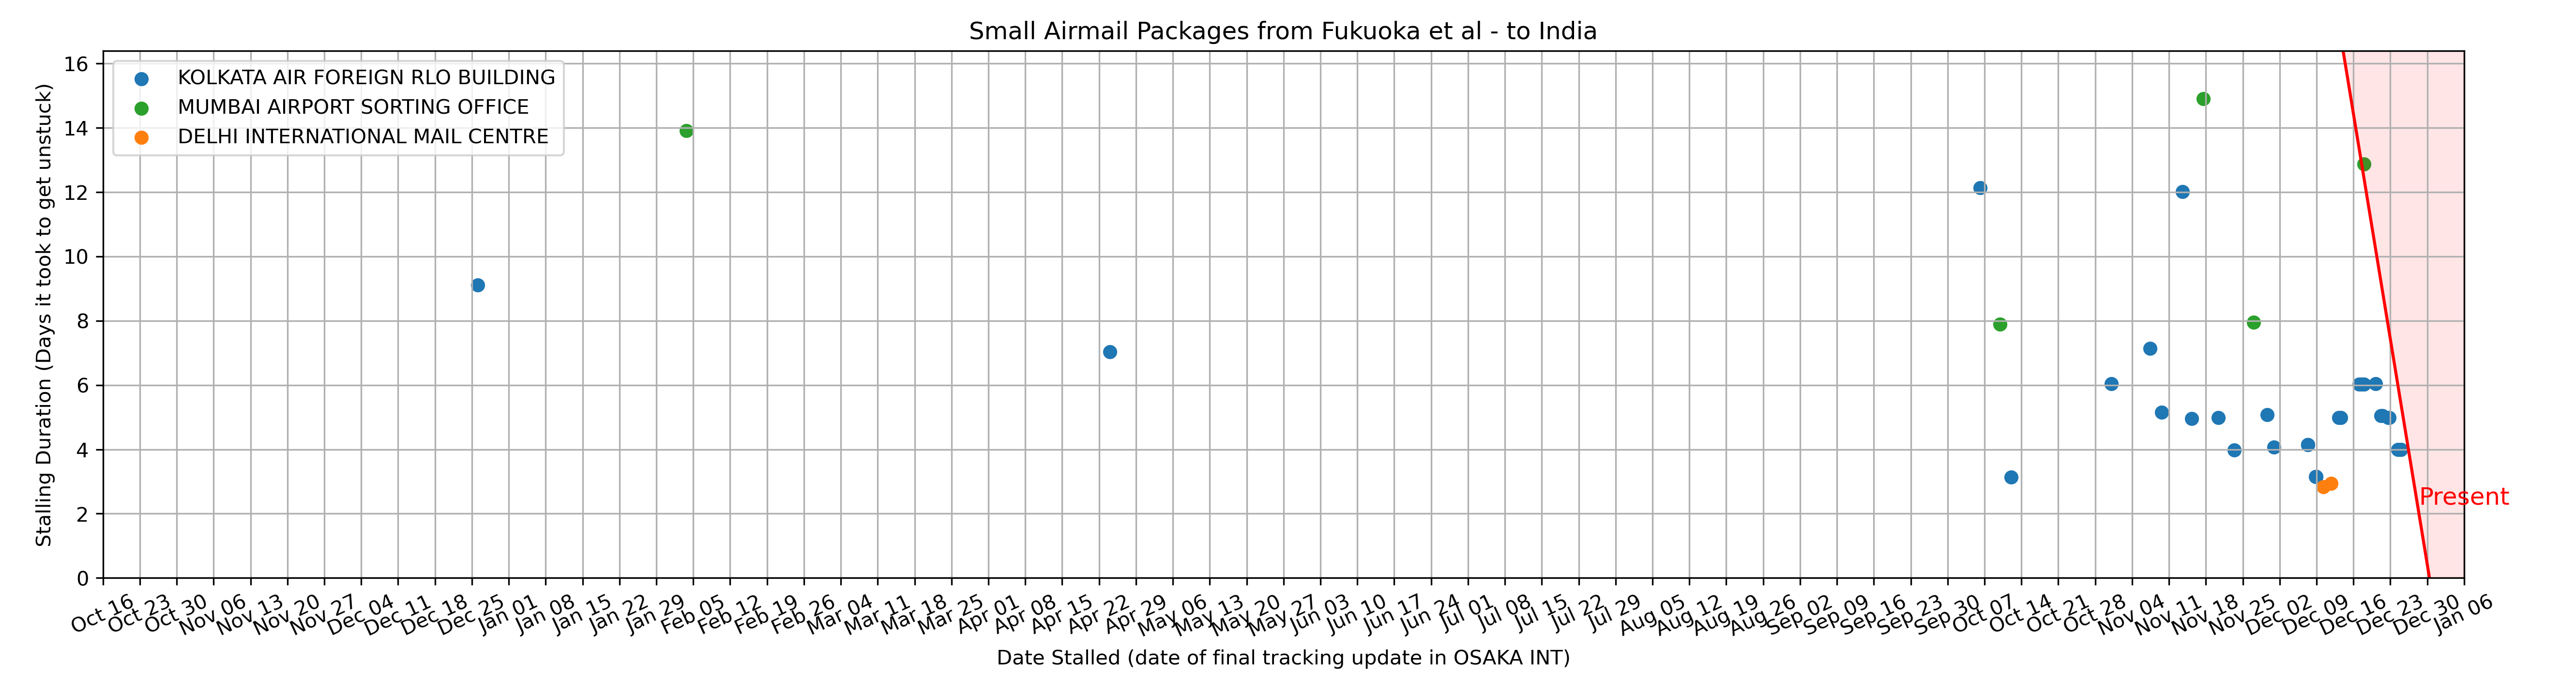 Small Airmail Packages from Fukuoka et al - to India
KOLKATA AIR FOREIGN RLO BUILDING
MUMBAI AIRPORT SORTING OFFICE
DELHI INTERNATIONAL MAIL CENTRE
Stalling Duration (Days it took to get unstuck)
16
14
12
10
8
6
4
2
0
Present
Oct 16
Oct 23
Oct 30
Nov 06
Nov 13
Nov 20
Nov 27
Dec 04
Dec 11
Dec 18
Dec 25
Jan 01
Jan 08
Jan 15
Jan 22
Jan 29
Feb 05
Feb 12
Feb 19
Feb 26
Mar 04
Mar 11
Mar 18
Mar 25
Apr 01
Apr 08
Apr 15
Apr 22
Apr 29
May 06
May 13
May 20
May 27
Jun 03
Jun 10
Jun 17
Jun 24
Jul 01
Jul 08
Jul 15
Jul 22
Jul 29
Aug 05
Aug 12
Aug 19
Aug 26
Sep 02
Sep 09
Sep 16
Sep 23
Sep 30
Oct 07
Oct 14
Oct 21
Oct 28
Nov 04
Nov 11
Nov 18
Nov 25
Dec 02
Dec 09
Dec 16
Dec 23
Dec 30
Jan 06
Date Stalled (date of final tracking update in OSAKA INT)